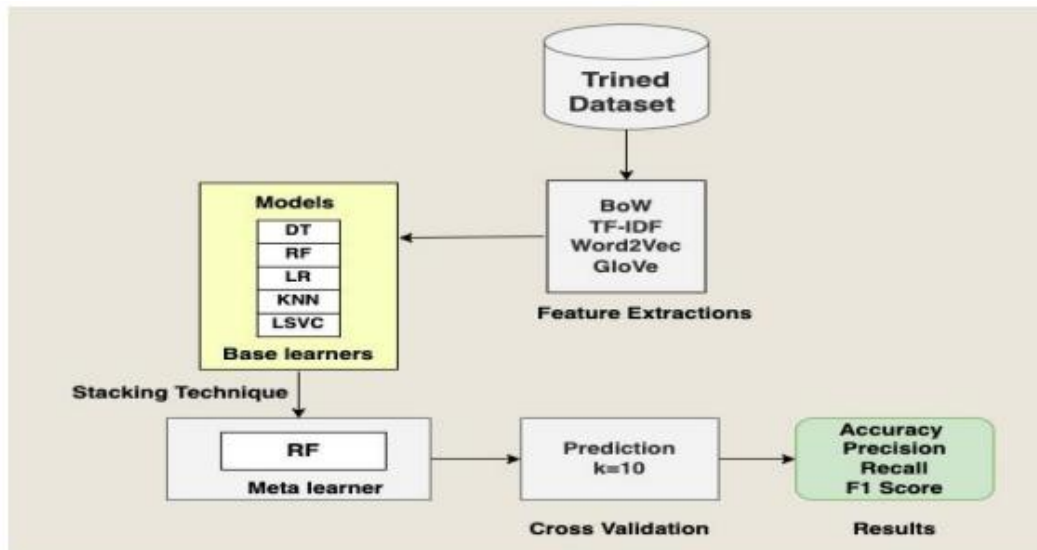 Trined
Dataset
BoW
TF-IDF
Word2Vec
GloVe
Feature Extractions
Models
DT
RF
LR
KNN
LSVC
Base learners
Stacking Technique
RF
Meta learner
Prediction
k=10
Cross Validation
Accuracy
Precision
Recall
F1 Score
Results